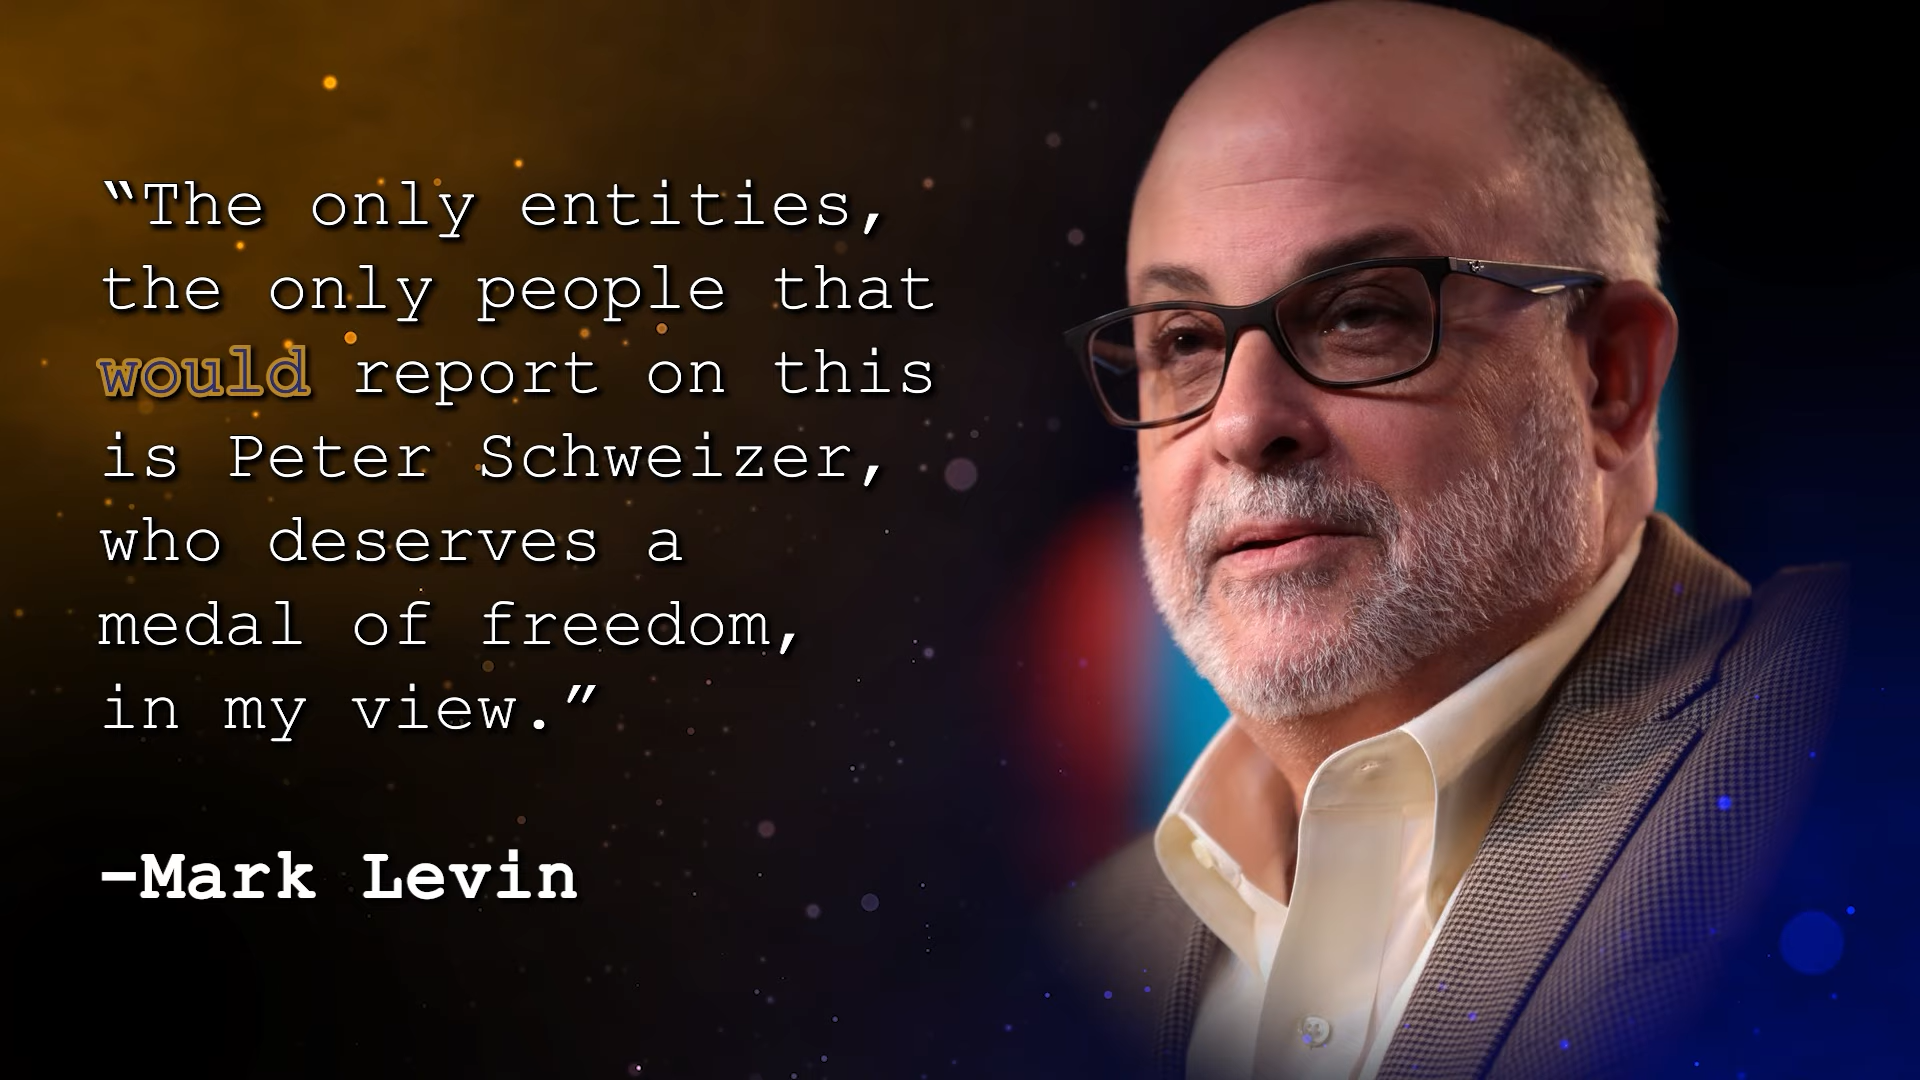 “The only entities,
the only people that
would report on this
is Peter Schweizer,
who deserves a
medal of freedom,
in my view.”
–Mark Levin